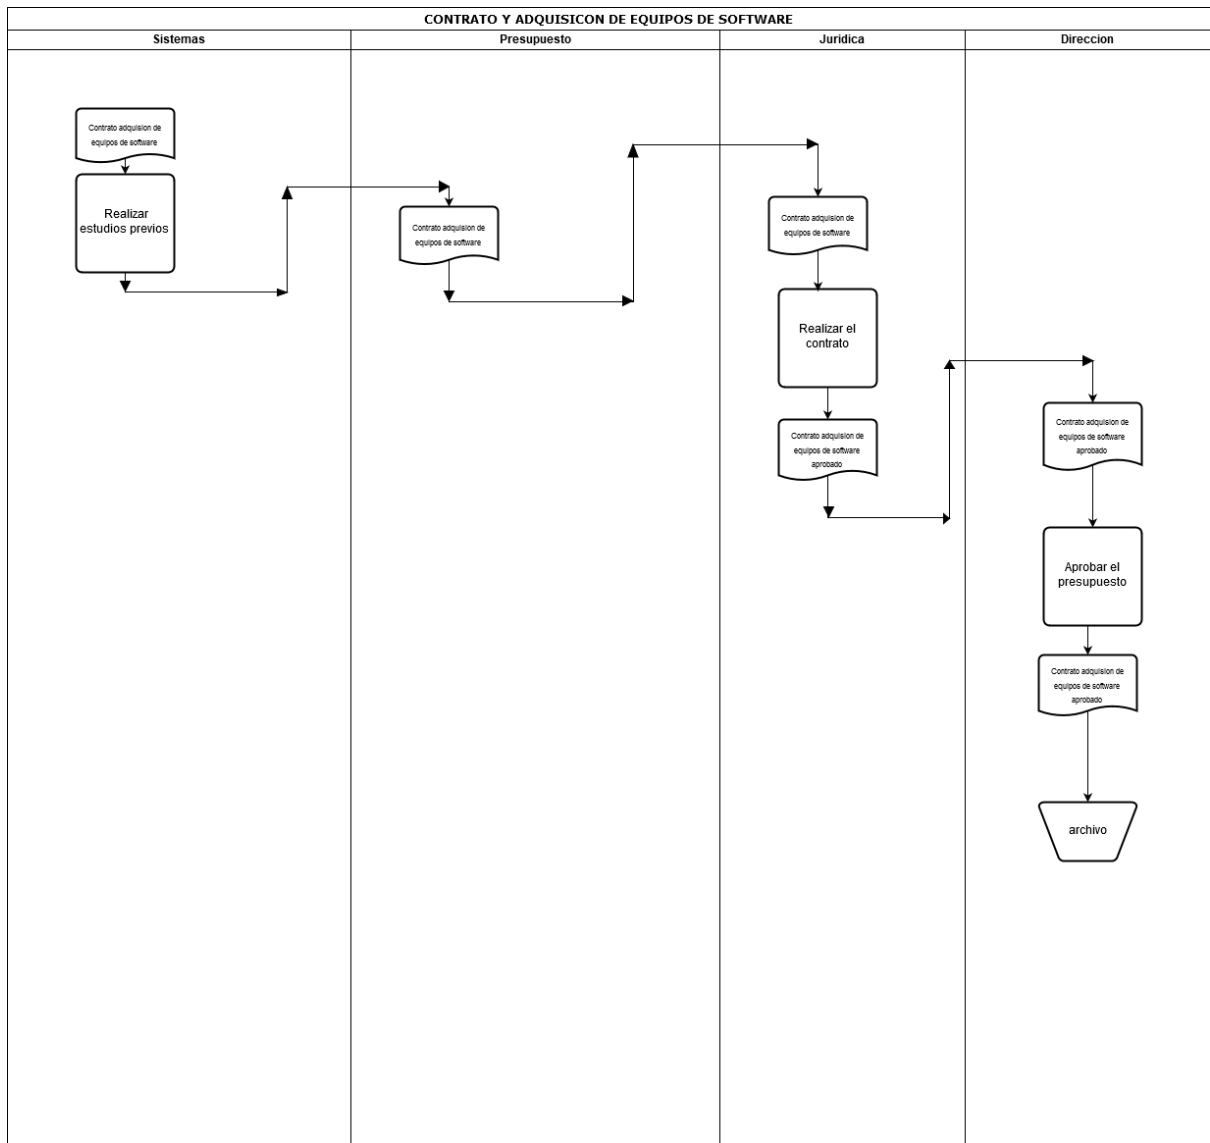 CONTRATO Y ADQUISICON DE EQUIPOS DE SOFTWARE
Sistemas
Presupuesto
Juridica
Direccion
Contrato adquision de
equipos de software
Realizar
estudios previos
Contrato adquision de
equipos de software
Contrato adquision de
equipos de software
Realizar el
contrato
Contrato adquision de
equipos de software
aprobado
Contrato adquision de
equipos de software
aprobado
Aprobar el
presupuesto
Contrato adquision de
equipos de software
aprobado
archivo